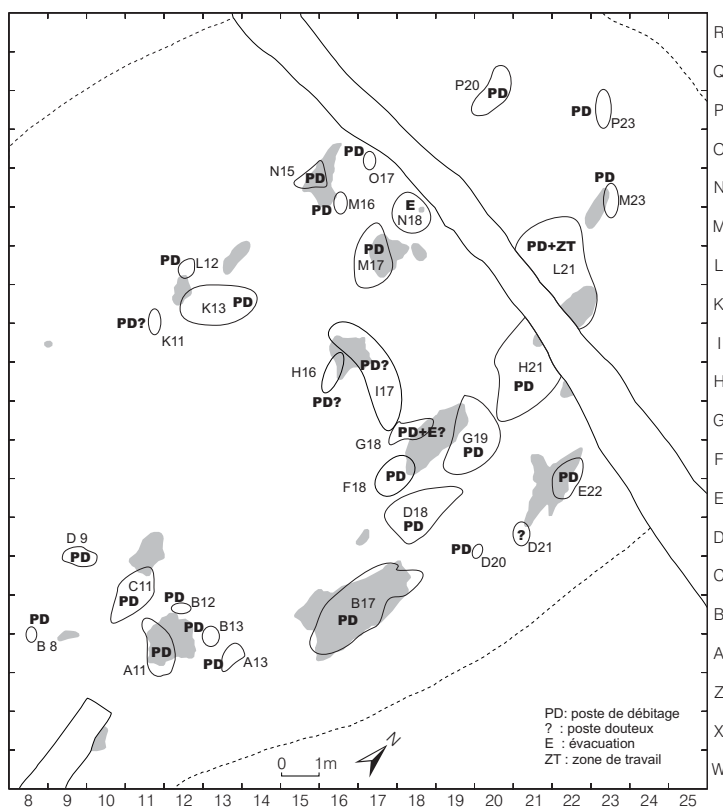 R
Q
P
O
N
M
L
K
I
H
G
F
E
D
C
B
A
Z
X
W
P20
PD
PD
P23
PD
O17
N15
PD
PD
M16
PD
M23
E
N18
PD
M17
PD+ZT
L21
PD
L12
K13
PD
PD?
K11
H16
PD?
PD?
I17
H21
PD
G18
PD+E?
G19
PD
F18
PD
PD
E22
D18
PD
?
D21
PD
D20
D 9
PD
C11
PD
PD
B12
PD
B 8
PD
B13
PD
A11
PD
A13
B17
PD
PD: poste de débitage
? : poste douteux
E : évacuation
ZT : zone de travail
0 1m
N
8 9 10 11 12 13 14 15 16 17 18 19 20 21 22 23 24 25